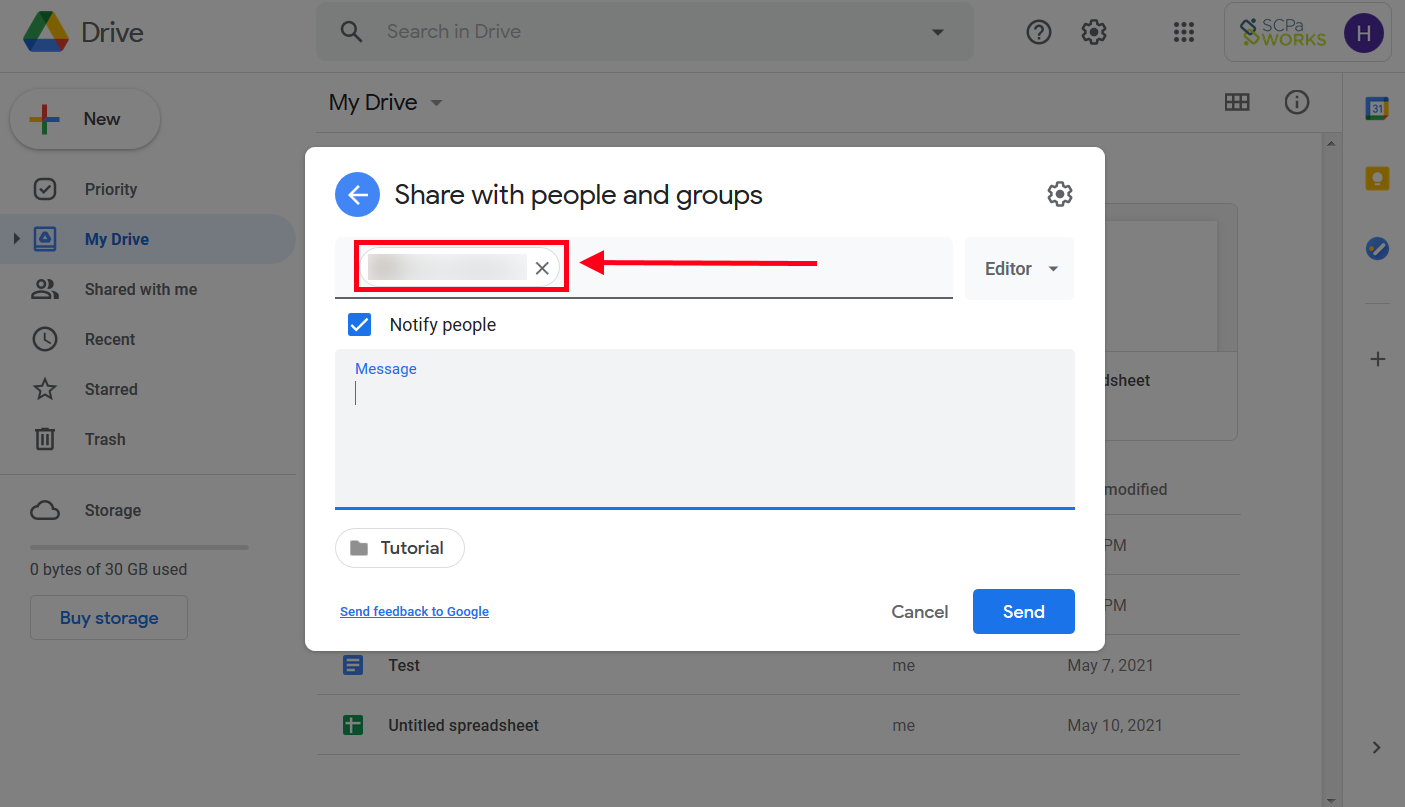 Drive
Search in Drive
SCPa
WORKS
H
New
My Drive
31
Priority
My Drive
Shared with me
Recent
Starred
Trash
Storage
0 bytes of 30 GB used
Buy storage
Share with people and groups
Editor
Notify people
Message
Tutorial
Send feedback to Google
Cancel
Send
dsheet
modified
PM
PM
Test me May 7, 2021
Untitled spreadsheet me May 10, 2021